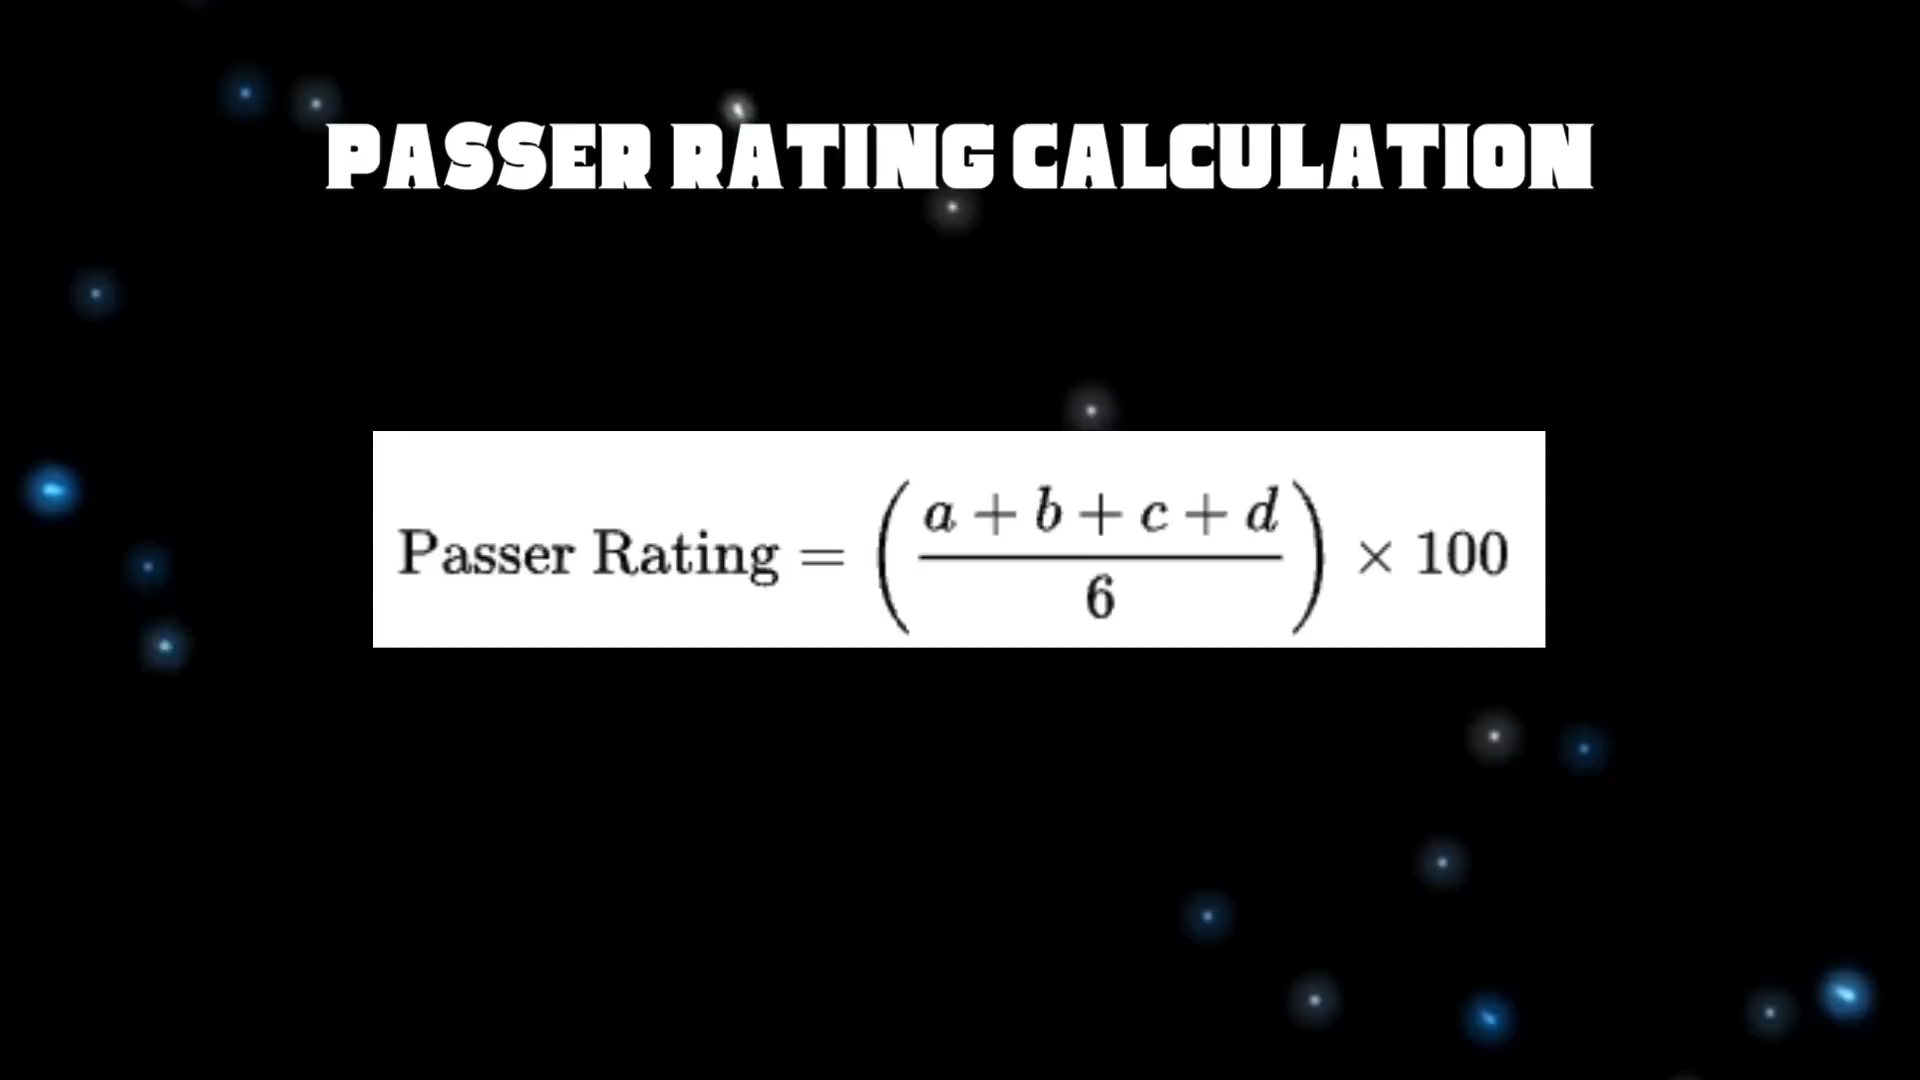 PASSER RATING CALCULATION
Passer Rating = ( a + b + c + d / 6 ) × 100